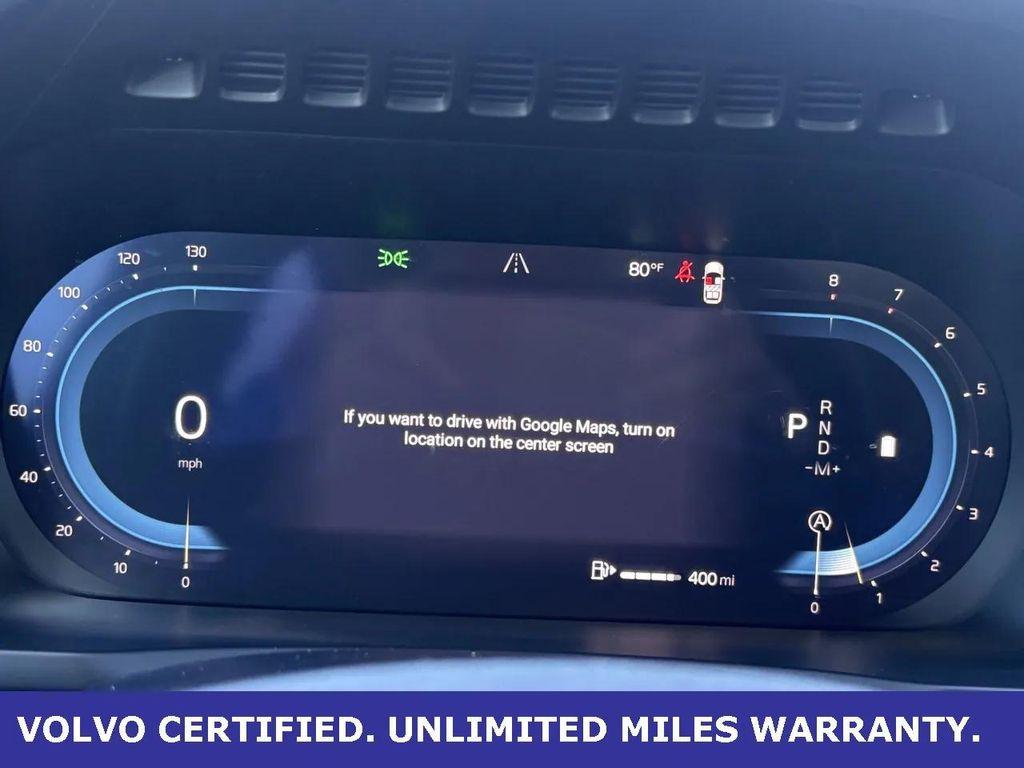 130
120
100
80
60
40
20
10
0
0
mph
80°F
If you want to drive with Google Maps, turn on
location on the center screen
P
R
N
D
-M+
A
400 mi
8
7
6
5
4
3
2
1
0
VOLVO CERTIFIED. UNLIMITED MILES WARRANTY.